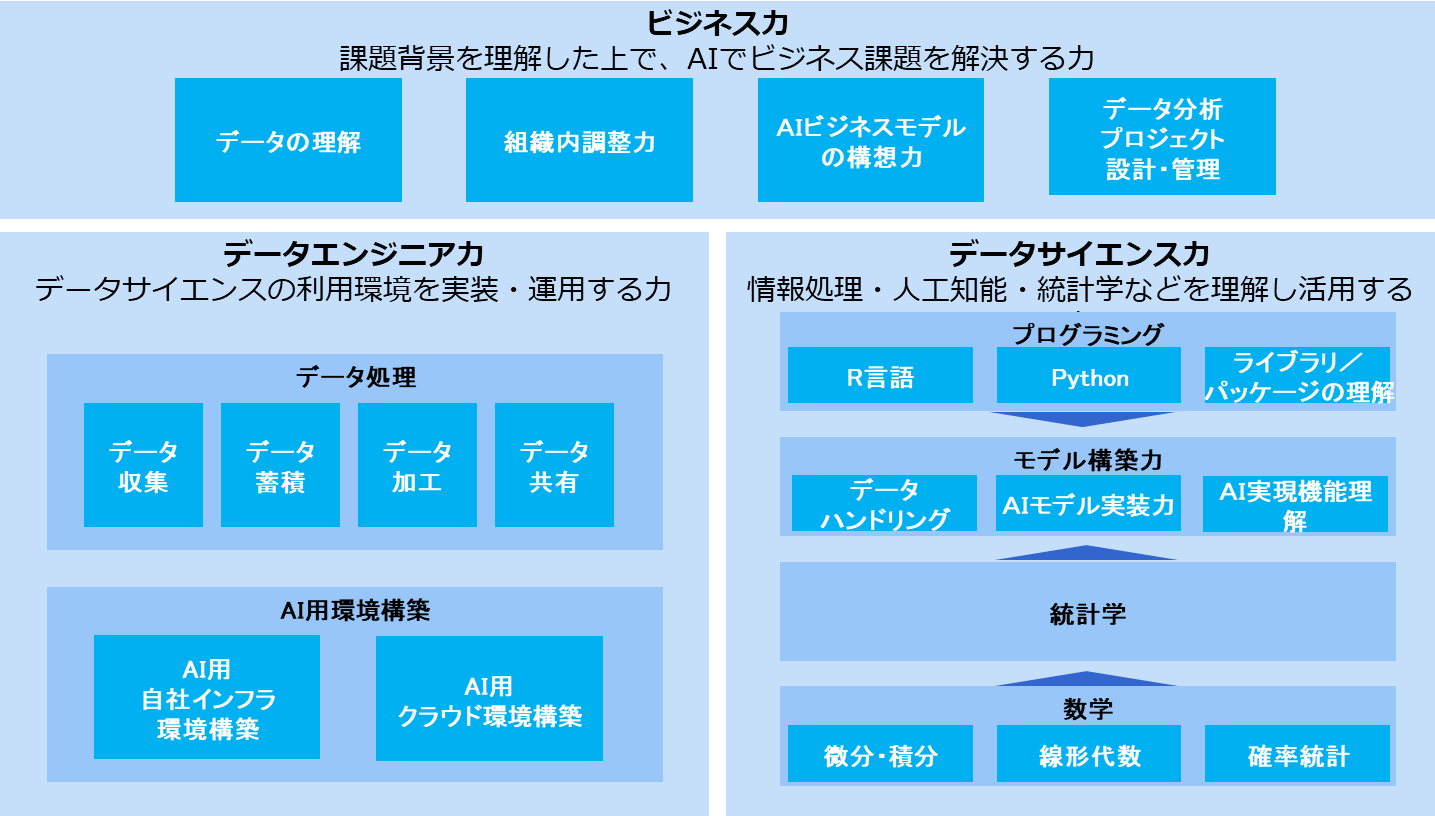 ビジネス力
課題背景を理解した上で、AIでビジネス課題を解決する力
データの理解
組織内調整力
AIビジネスモデル
の構想力
データ分析
プロジェクト
設計・管理
データエンジニア力
データサイエンスの利用環境を実装・運用する力
データ処理
データ
収集
データ
蓄積
データ
加工
データ
共有
AI用環境構築
AI用
自社インフラ
環境構築
AI用
クラウド環境構築
データサイエンス力
情報処理・人工知能・統計学などを理解し活用する
プログラミング
R言語
Python
ライブラリ／
パッケージの理解
モデル構築力
データ
ハンドリング
AIモデル実装力
AI実現機能理
解
統計学
数学
微分・積分
線形代数
確率統計